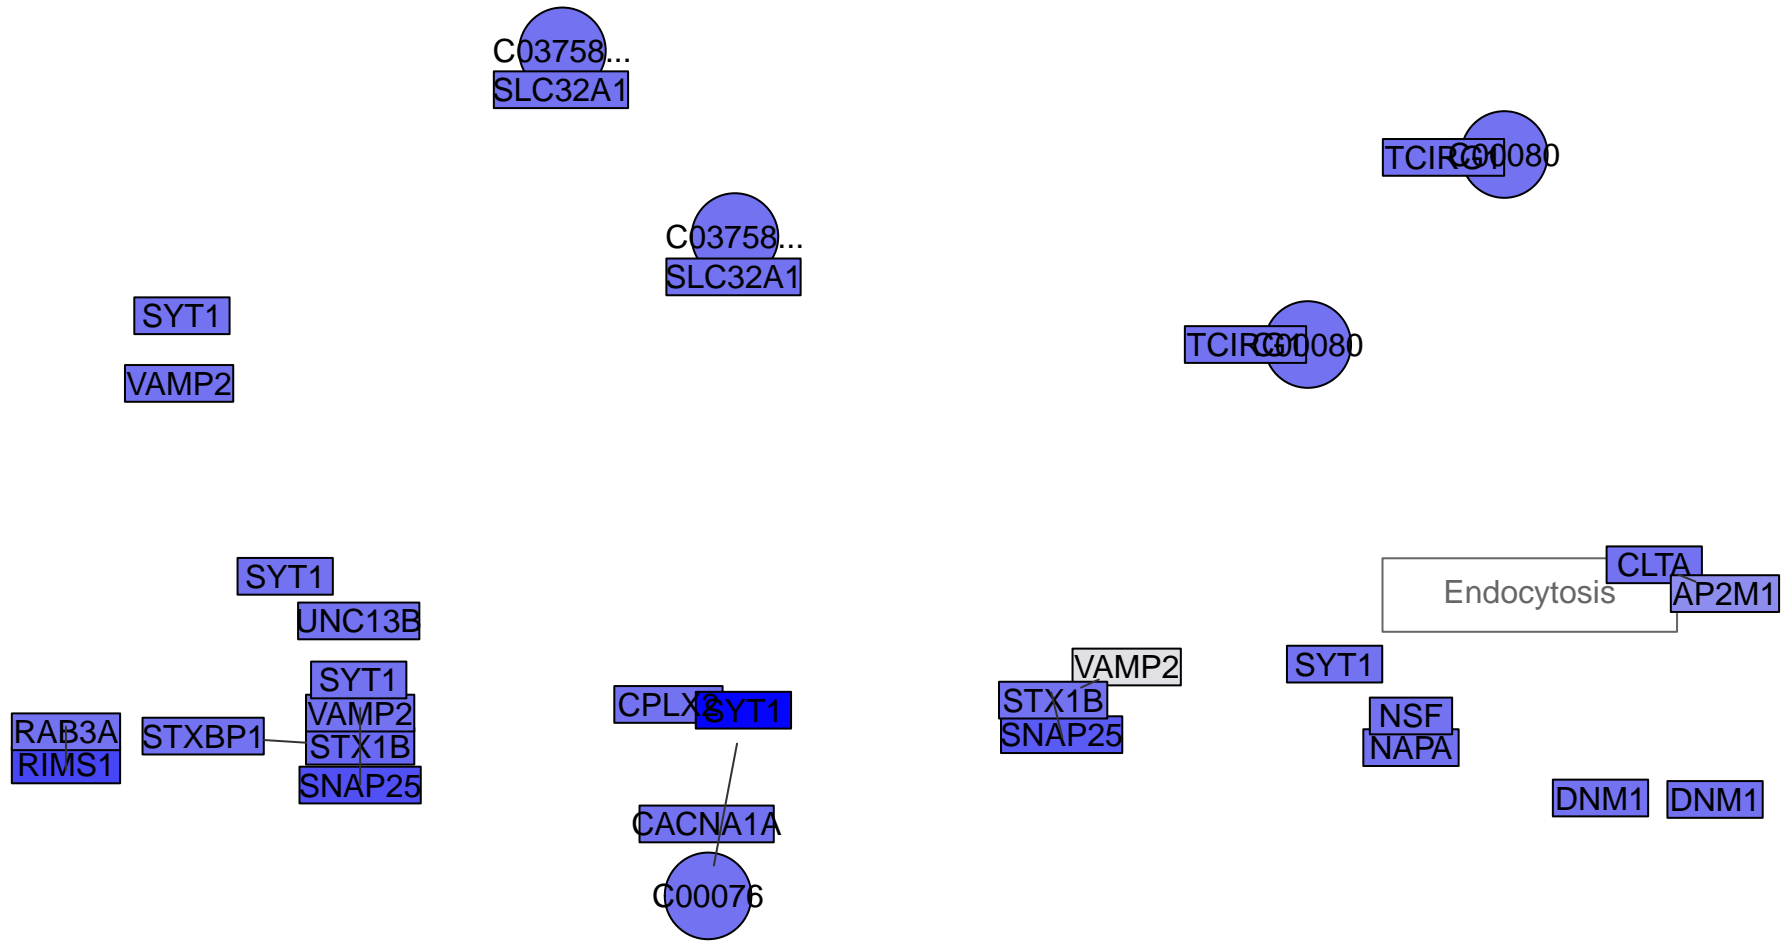 C03758...
SLC32A1
TCIRG1
C00080
C03758...
SLC32A1
SYT1
TCIRG1
C00080
VAMP2
SYT1
CLTA
Endocytosis
AP2M1
UNC13B
SYT1
VAMP2
SYT1
CPLX2
SYT1
STX1B
VAMP2
NSF
RAB3A
STXBP1
STX1B
SNAP25
NAPA
RIMS1
SNAP25
DNM1
DNM1
CACNA1A
C00076